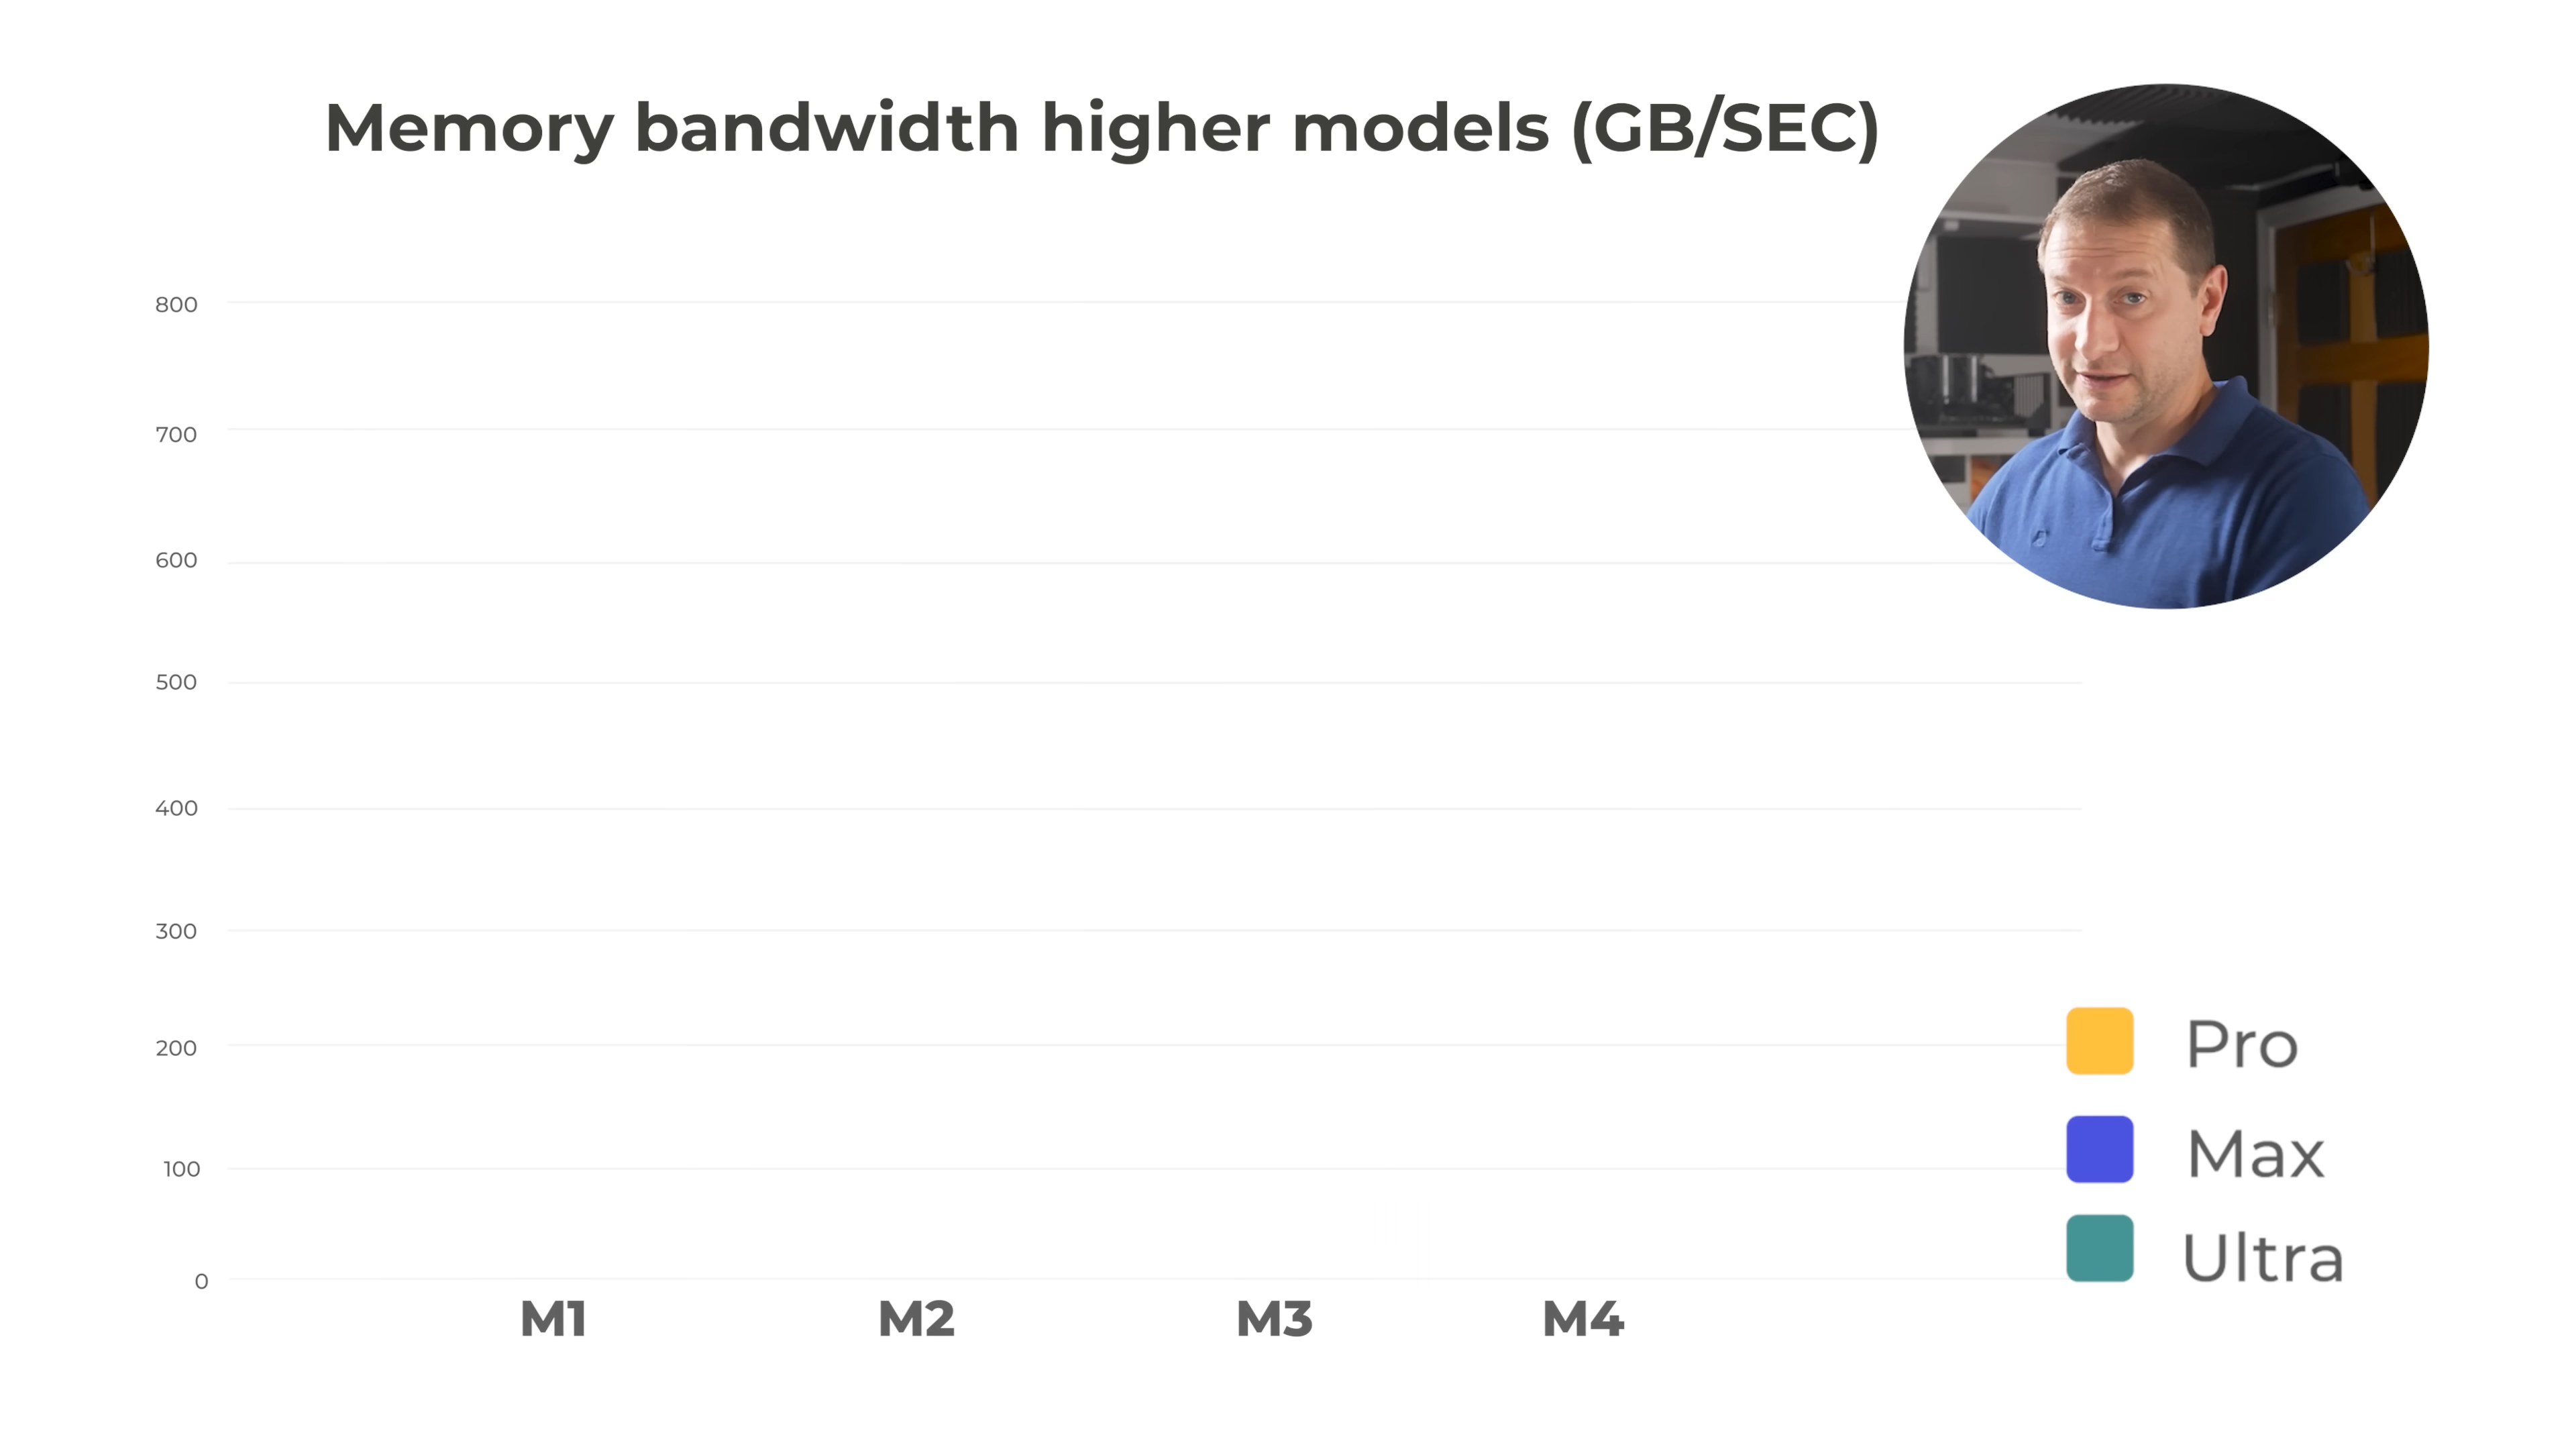 Memory bandwidth higher models (GB/SEC)
800
700
600
500
400
300
200
100
0
M1 M2 M3 M4
Pro
Max
Ultra